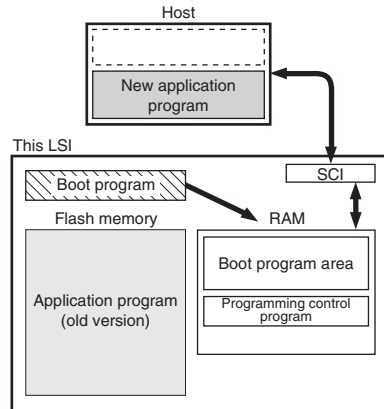 Host
New application
program
This LSI
SCI
Boot program
Flash memory
RAM
Boot program area
Application program
(old version)
Programming control
program